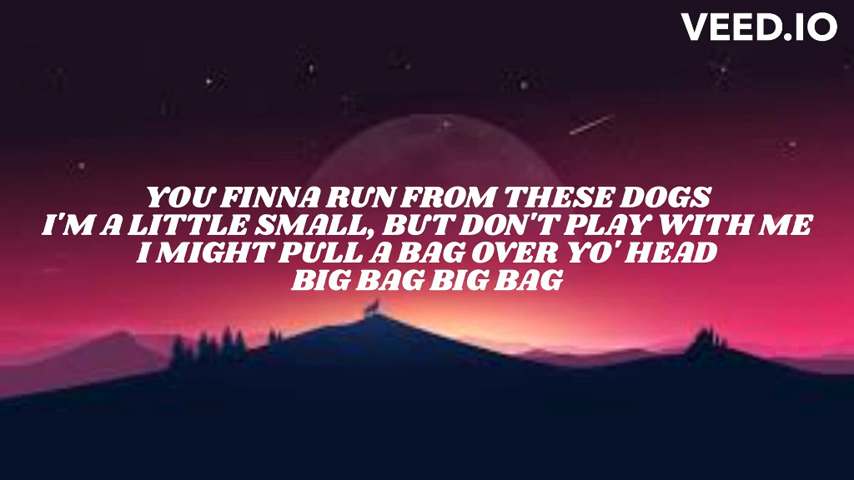 VEED.IO
YOU FINNA RUN FROM THESE DOGS
I'M A LITTLE SMALL, BUT DON'T PLAY WITH ME
I MIGHT PULL A BAG OVER YO' HEAD
BIG BAG BIG BAG